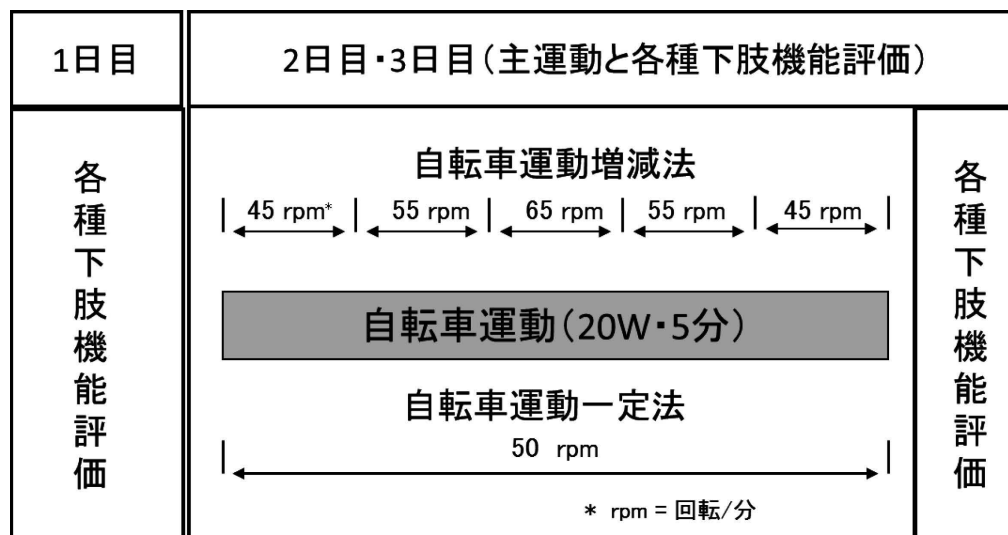 1日目
2日目・3日目（主運動と各種下肢機能評価）
各種下肢機能評価
自転車運動増減法
45 rpm*
55 rpm
65 rpm
55 rpm
45 rpm
自転車運動（20W・5分）
自転車運動一定法
50 rpm
* rpm = 回転/分
各種下肢機能評価